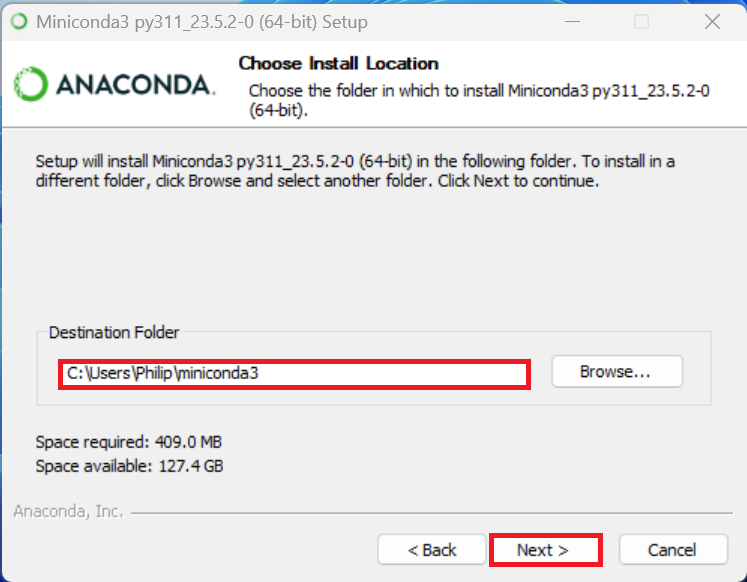 Miniconda3 py311_23.5.2-0 (64-bit) Setup
ANACONDA.
Choose Install Location
Choose the folder in which to install Miniconda3 py311_23.5.2-0
(64-bit).
Setup will install Miniconda3 py311_23.5.2-0 (64-bit) in the following folder. To install in a
different folder, click Browse and select another folder. Click Next to continue.
Destination Folder
C:\Users\Philip\miniconda3
Browse...
Space required: 409.0 MB
Space available: 127.4 GB
Anaconda, Inc.
< Back
Next >
Cancel